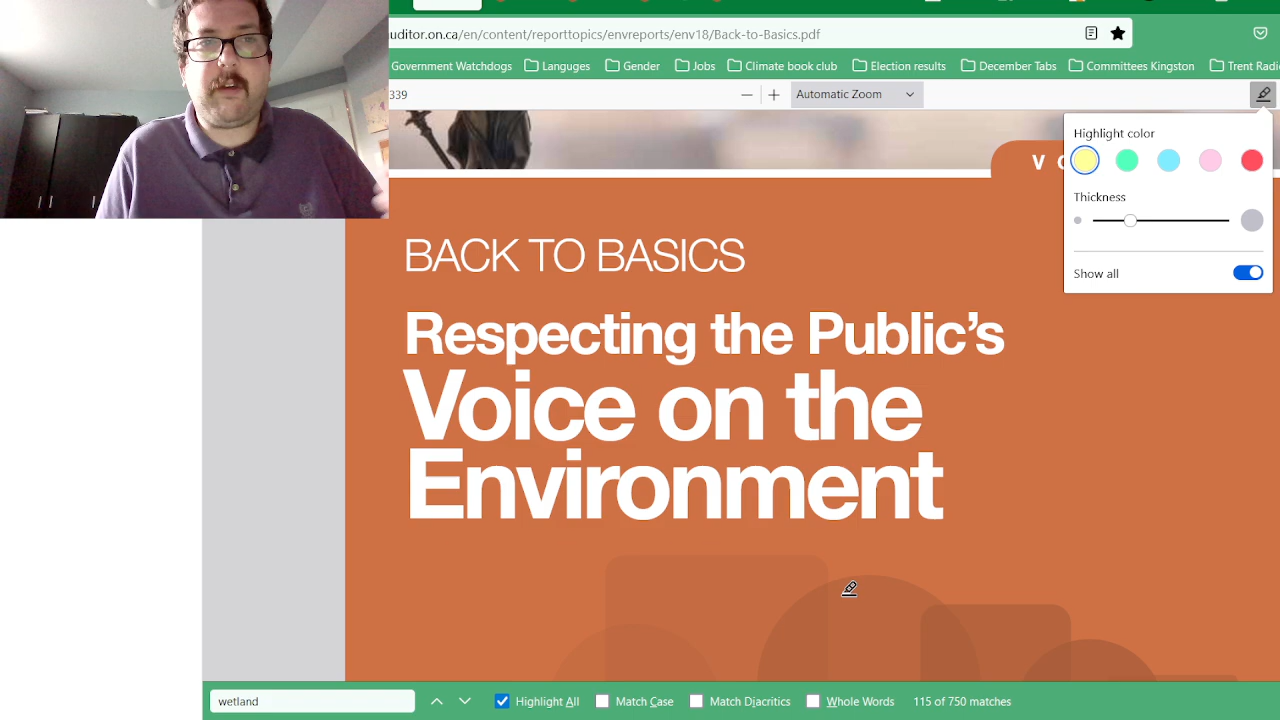 uditor.on.ca/en/content/reporttopics/envreports/env18/Back-to-Basics.pdf
Government Watchdogs Languges Gender Jobs Climate book club Election results December Tabs Committees Kingston Trent Radi
339 Automatic Zoom
Highlight color
Thickness
Show all
BACK TO BASICS
Respecting the Public's
Voice on the
Environment
wetland Highlight All Match Case Match Diacritics Whole Words 115 of 750 matches